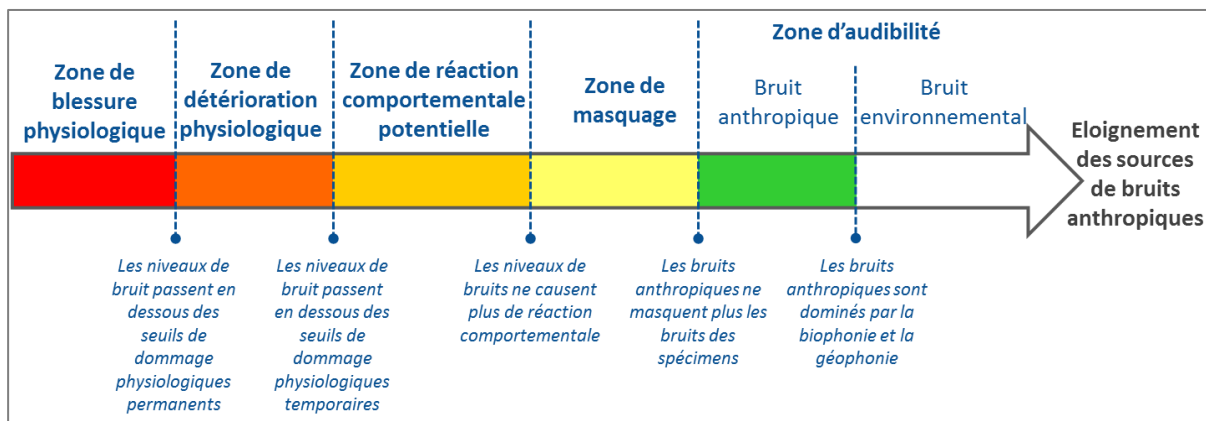 Zone de
blessure
physiologique
Zone de
détérioration
physiologique
Zone de réaction
comportementale
potentielle
Zone de
masquage
Zone d’audibilité
Bruit
anthropique
Bruit
environnemental
Eloignement
des sources
de bruits
anthropiques
Les niveaux de
bruit passent en
dessous des
seuils de
dommage
physiologiques
permanents
Les niveaux de
bruit passent
en dessous des
seuils de
dommage
physiologiques
temporaires
Les niveaux de
bruits ne causent
plus de réaction
comportementale
Les bruits
anthropiques ne
masquent plus les
bruits des
spécimens
Les bruits
anthropiques sont
dominés par la
biophonie et la
géophonie